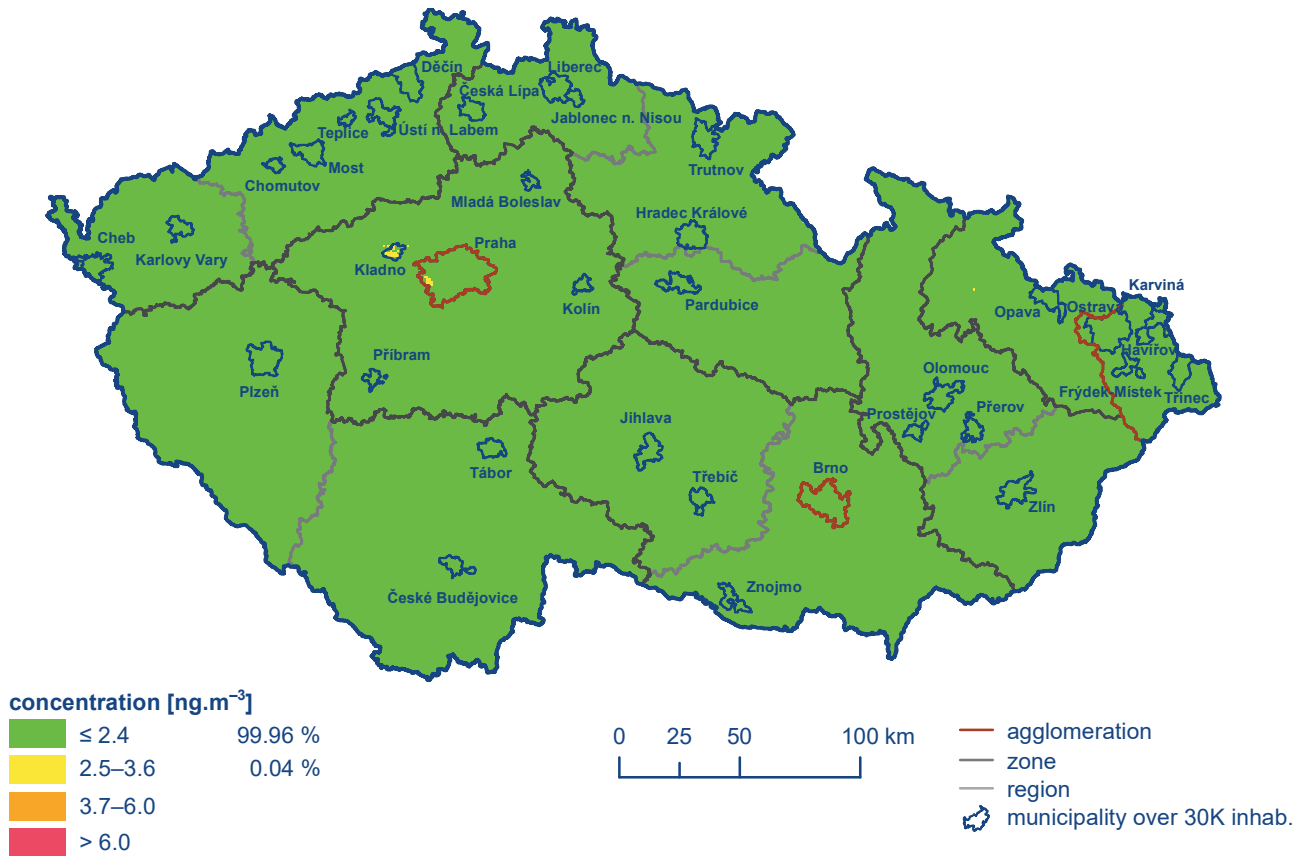 Děčín
Liberec
Česká Lípa
Jablonec n. Nisou
Teplice
Ústí n. Labem
Most
Chomutov
Trutnov
Mladá Boleslav
Hradec Králové
Cheb
Karlovy Vary
Kladno
Praha
Kolín
Pardubice
Karviná
Opava
Ostrava
Havířov
Příbram
Plzeň
Olomouc
Frýdek-Místek
Třinec
Prostějov
Přerov
Jihlava
Tábor
Třebíč
Brno
Zlín
České Budějovice
Znojmo
concentration [ng.m⁻³]
≤ 2.4 99.96 %
2.5–3.6 0.04 %
3.7–6.0
> 6.0
0 25 50 100 km
agglomeration
zone
region
municipality over 30K inhab.